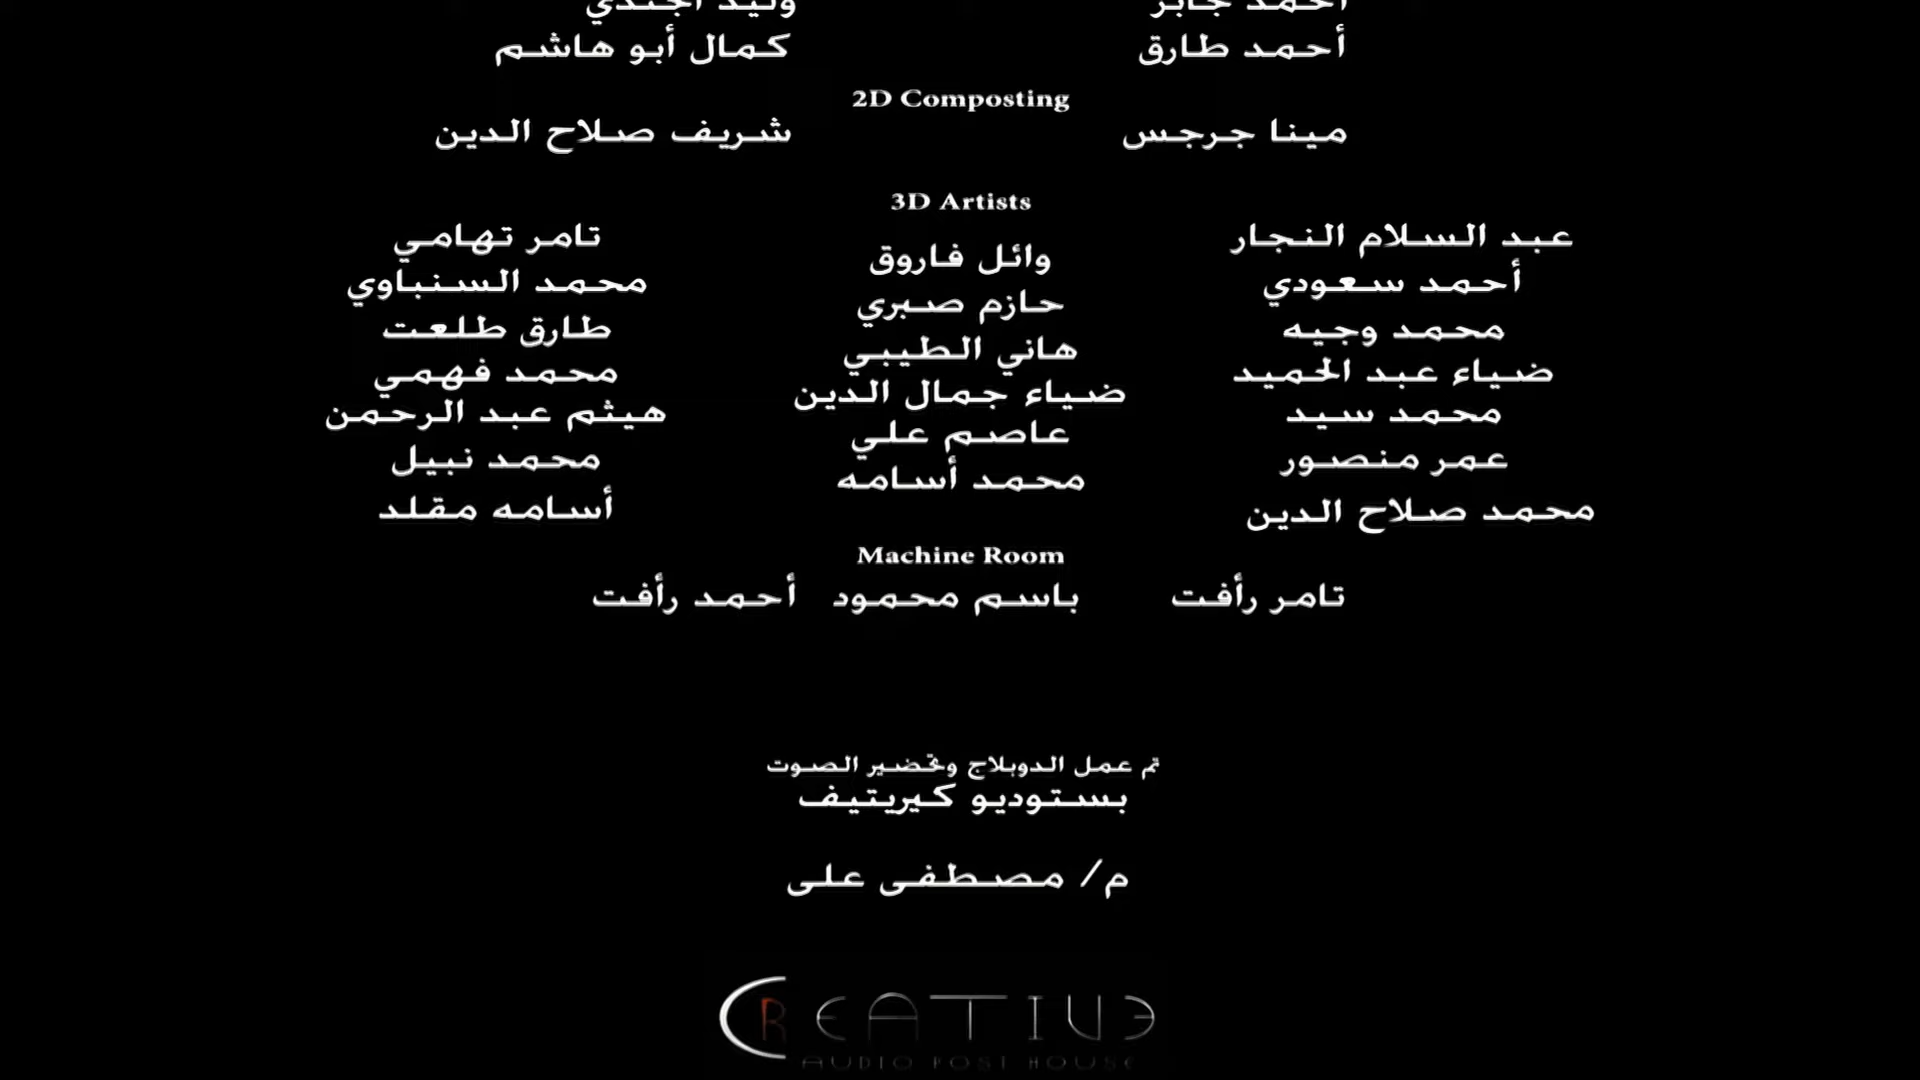 أحمد جابر وليد الجندي
أحمد طارق كمال أبو هاشم
2D Composting
مينا جرجس شريف صلاح الدين
3D Artists
عبد السلام النجار وائل فاروق تامر تهامي
أحمد سعودي حازم صبري محمد السنباوي
محمد وجيه هاني الطيبي طارق طلعت
ضياء عبد الحميد ضياء جمال الدين محمد فهمي
محمد سيد عاصم علي هيثم عبد الرحمن
عمر منصور محمد أسامه محمد نبيل
محمد صلاح الدين أسامه مقلد
Machine Room
تامر رأفت باسم محمود أحمد رأفت
تم عمل الدوبلاج وتحضير الصوت
بستوديو كيريتيف
م/ مصطفى على
CREATIVE
AUDIO POST HOUSE